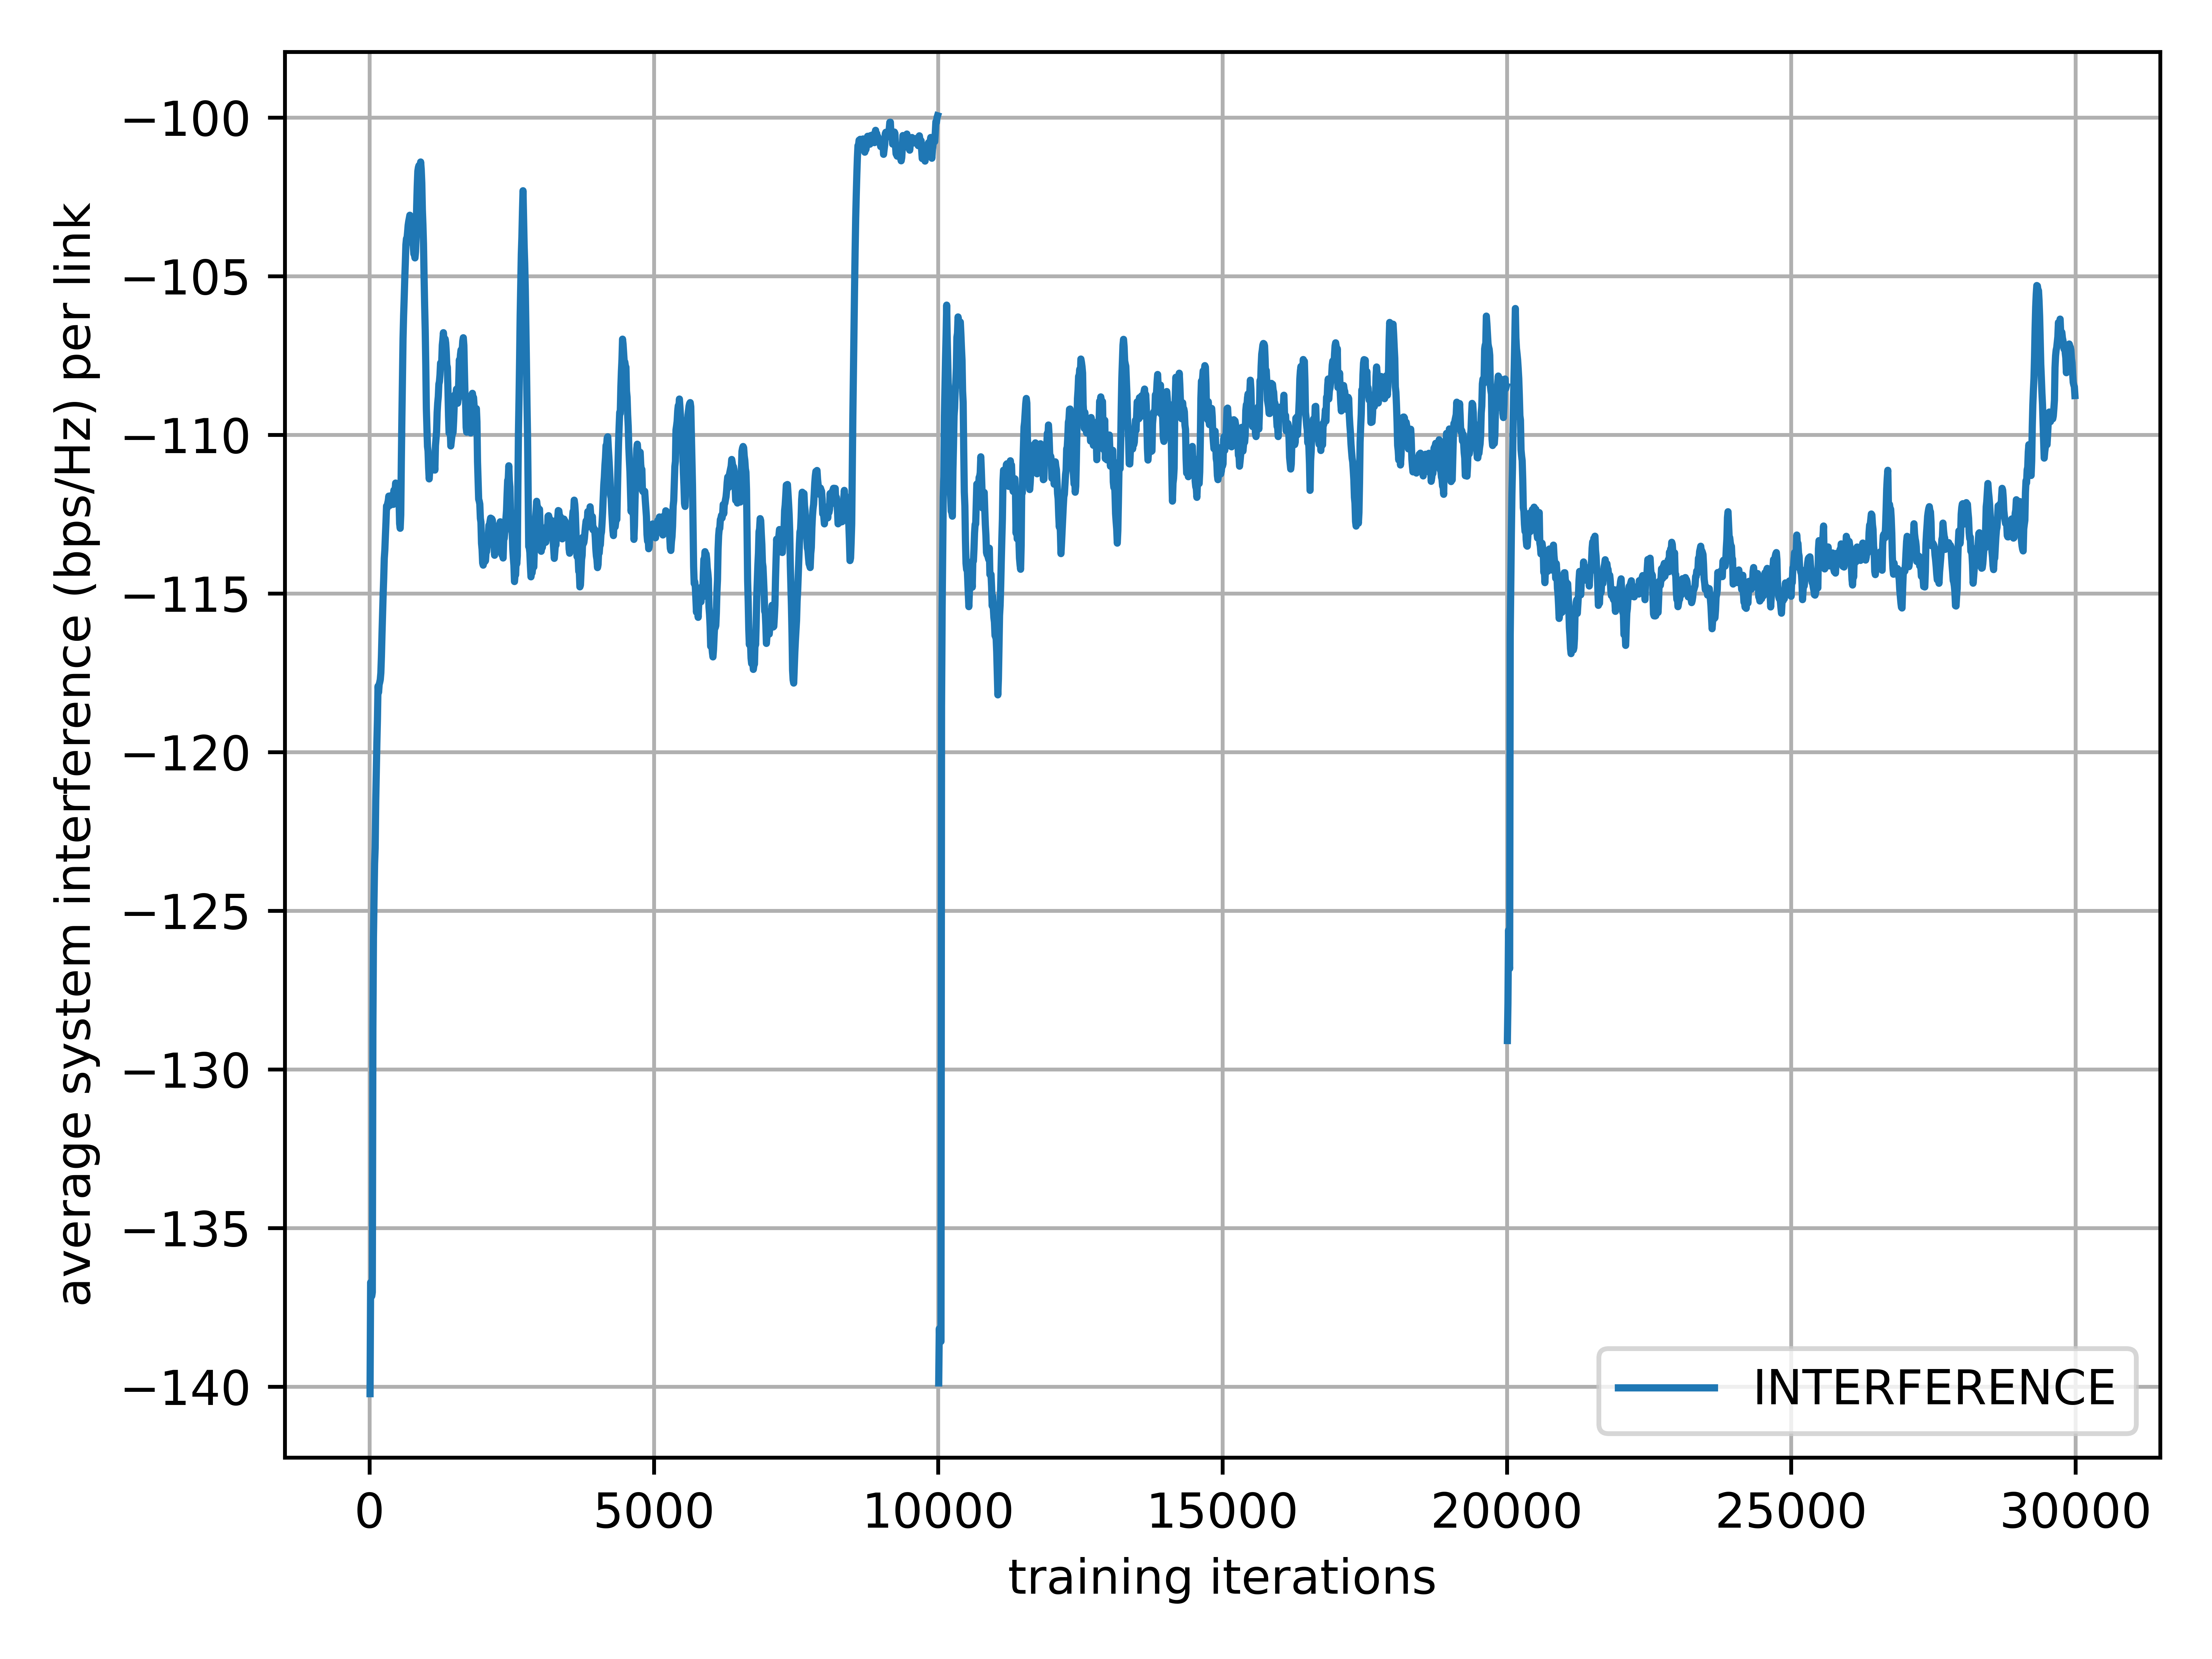 average system interference (bps/Hz) per link
−100
−105
−110
−115
−120
−125
−130
−135
−140
INTERFERENCE
0 5000 10000 15000 20000 25000 30000
training iterations